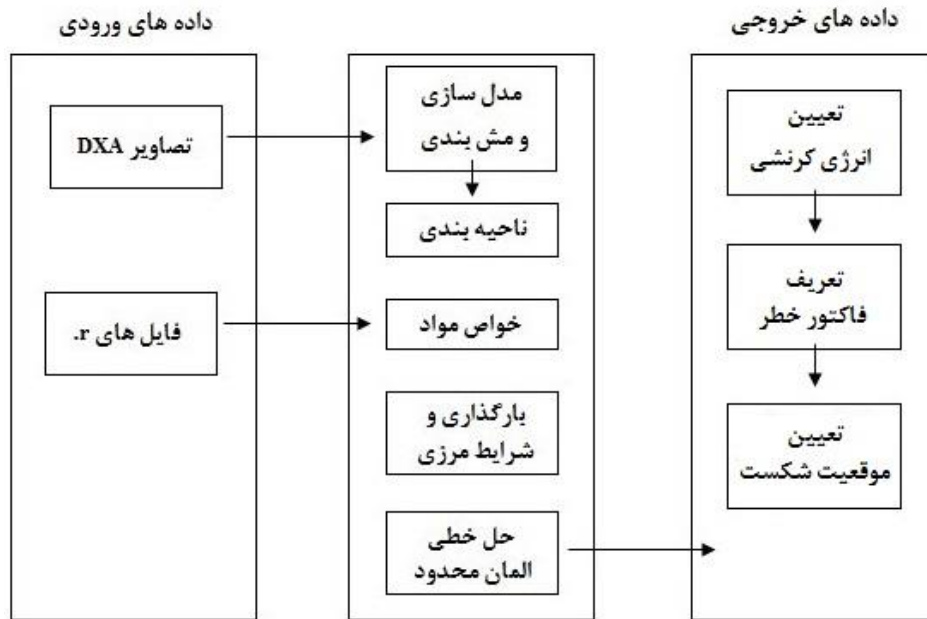 داده های ورودی
تصاویر DXA
فایل های r.
مدل سازی
و مش بندی
ناحیه بندی
خواص مواد
بارگذاری و
شرایط مرزی
حل خطی
المان محدود
داده های خروجی
تعیین
انرژی کرنشی
تعریف
فاکتور خطر
تعیین
موقعیت شکست